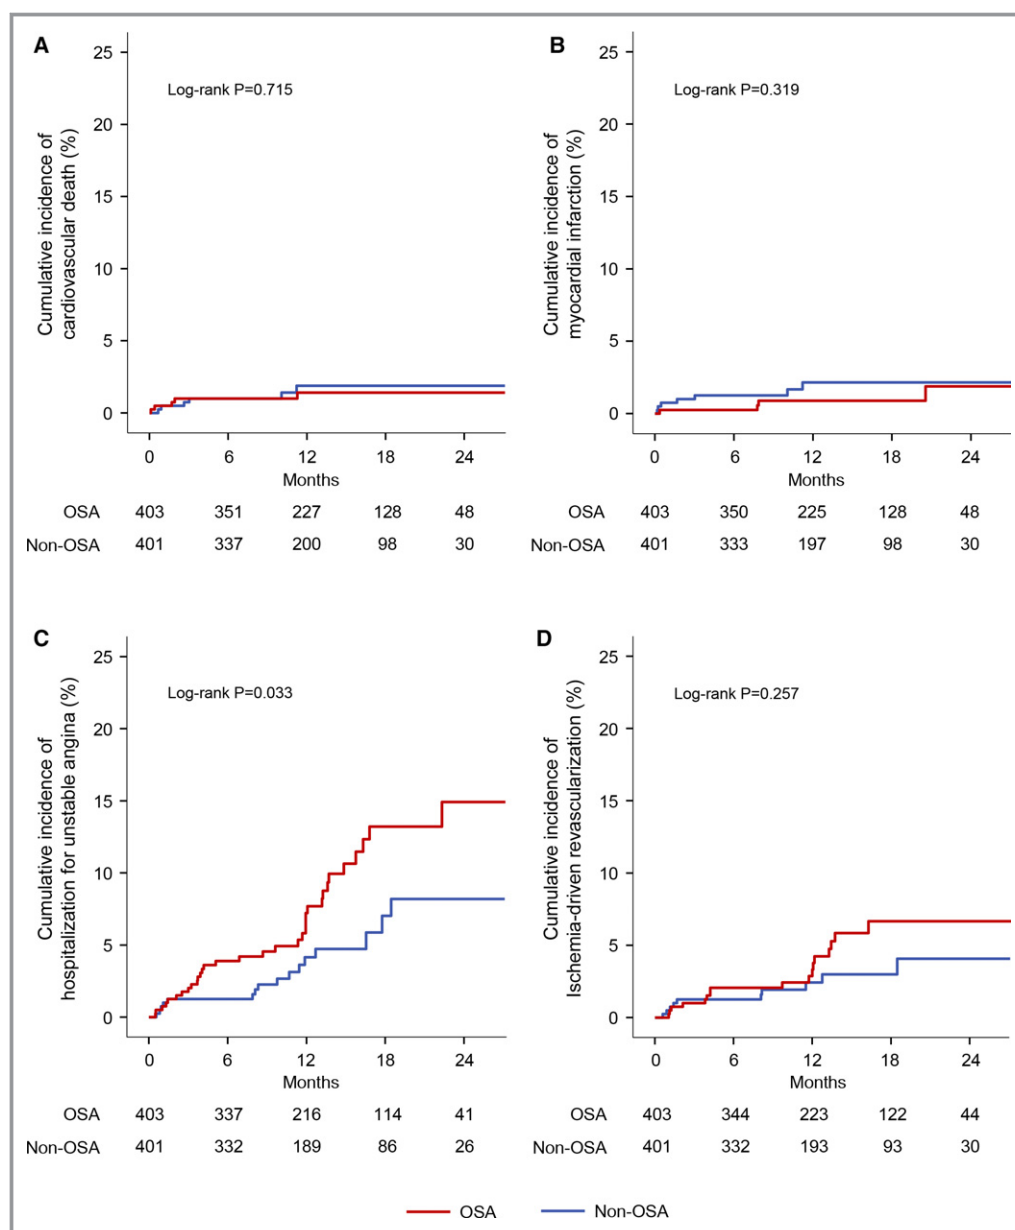 A
Cumulative incidence of
cardiovascular death (%)
25
20
15
10
5
0
Log-rank P=0.715
0 6 12 18 24
Months
OSA 403 351 227 128 48
Non-OSA 401 337 200 98 30
B
Cumulative incidence of
myocardial infarction (%)
25
20
15
10
5
0
Log-rank P=0.319
0 6 12 18 24
Months
OSA 403 350 225 128 48
Non-OSA 401 333 197 98 30
C
Cumulative incidence of
hospitalization for unstable angina (%)
25
20
15
10
5
0
Log-rank P=0.033
0 6 12 18 24
Months
OSA 403 337 216 114 41
Non-OSA 401 332 189 86 26
D
Cumulative incidence of
Ischemia-driven revascularization (%)
25
20
15
10
5
0
Log-rank P=0.257
0 6 12 18 24
Months
OSA 403 344 223 122 44
Non-OSA 401 332 193 93 30
OSA Non-OSA